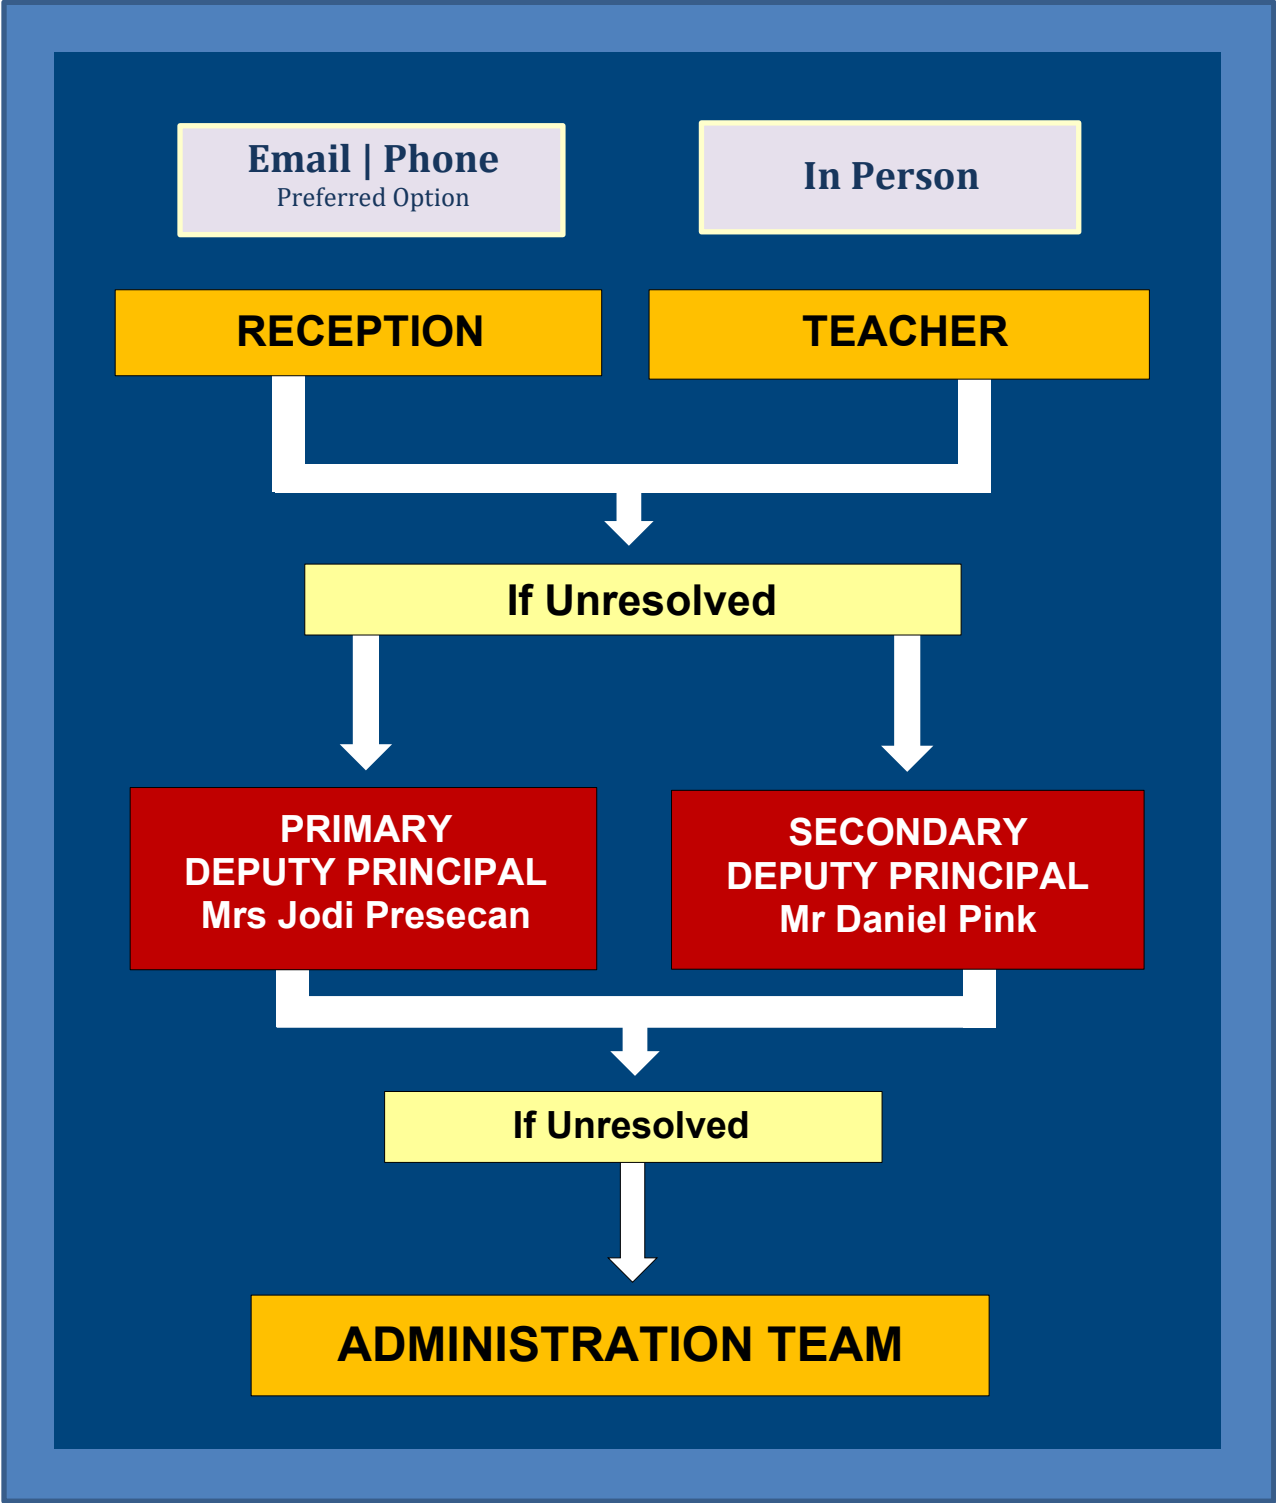 Email | Phone
Preferred Option
In Person
RECEPTION
TEACHER
If Unresolved
PRIMARY
DEPUTY PRINCIPAL
Mrs Jodi Presecan
SECONDARY
DEPUTY PRINCIPAL
Mr Daniel Pink
If Unresolved
ADMINISTRATION TEAM